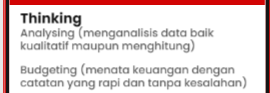 Thinking
Analysing (menganalisis data baik
kualitatif maupun menghitung)
Budgeting (menata keuangan dengan
catatan yang rapi dan tanpa kesalahan)